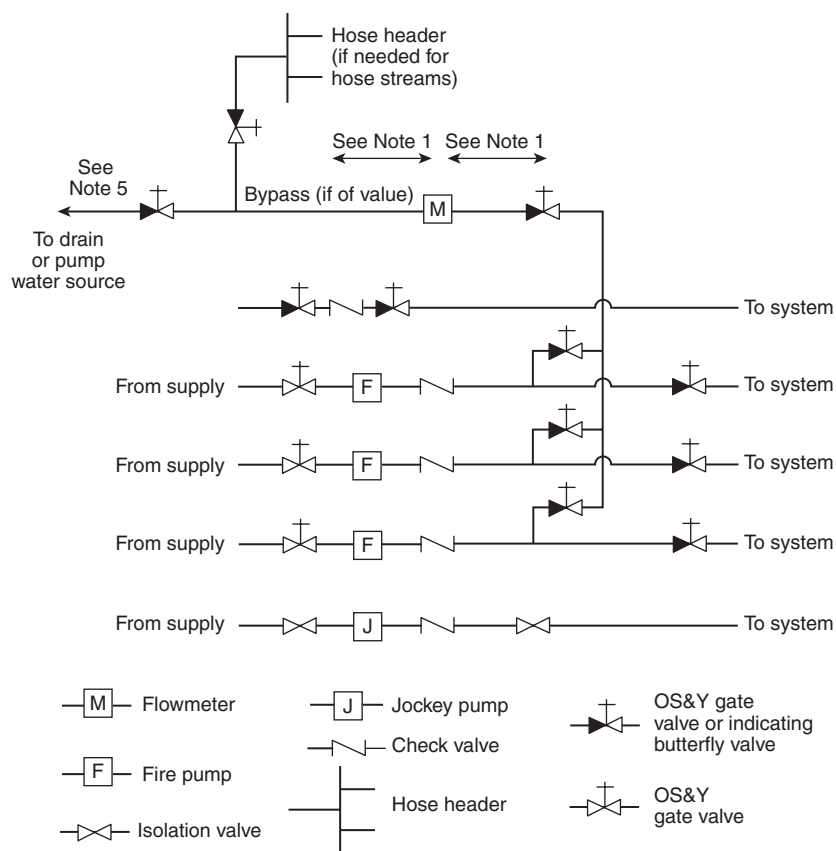 Hose header
(if needed for
hose streams)
See Note 1
See Note 1
See
Note 5
Bypass (if of value)
M
To drain
or pump
water source
To system
From supply
F
To system
From supply
F
To system
From supply
F
To system
From supply
J
To system
M
Flowmeter
J
Jockey pump
OS&Y gate
valve or indicating
butterfly valve
Check valve
F
Fire pump
Hose header
OS&Y
gate valve
Isolation valve